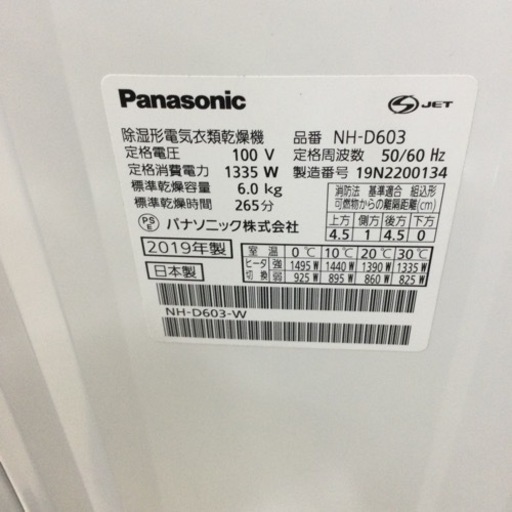 Panasonic
S JET
除湿形電気衣類乾燥機 品番 NH-D603
定格電圧 100 V 定格周波数 50/60 Hz
定格消費電力 1335 W 製造番号 19N2200134
標準乾燥容量 6.0 kg
標準乾燥時間 265分
消防法 基準適合 組込形
可燃物からの離隔距離(cm)
上方 側方 後方 下方
4.5 1 4.5 0
PSE パナソニック株式会社
2019年製
日本製
室温 0℃ 10℃ 20℃ 30℃
ヒータ 強 1495 W 1440 W 1390 W 1335 W
切換 弱 925 W 895 W 860 W 825 W
NH-D603-W